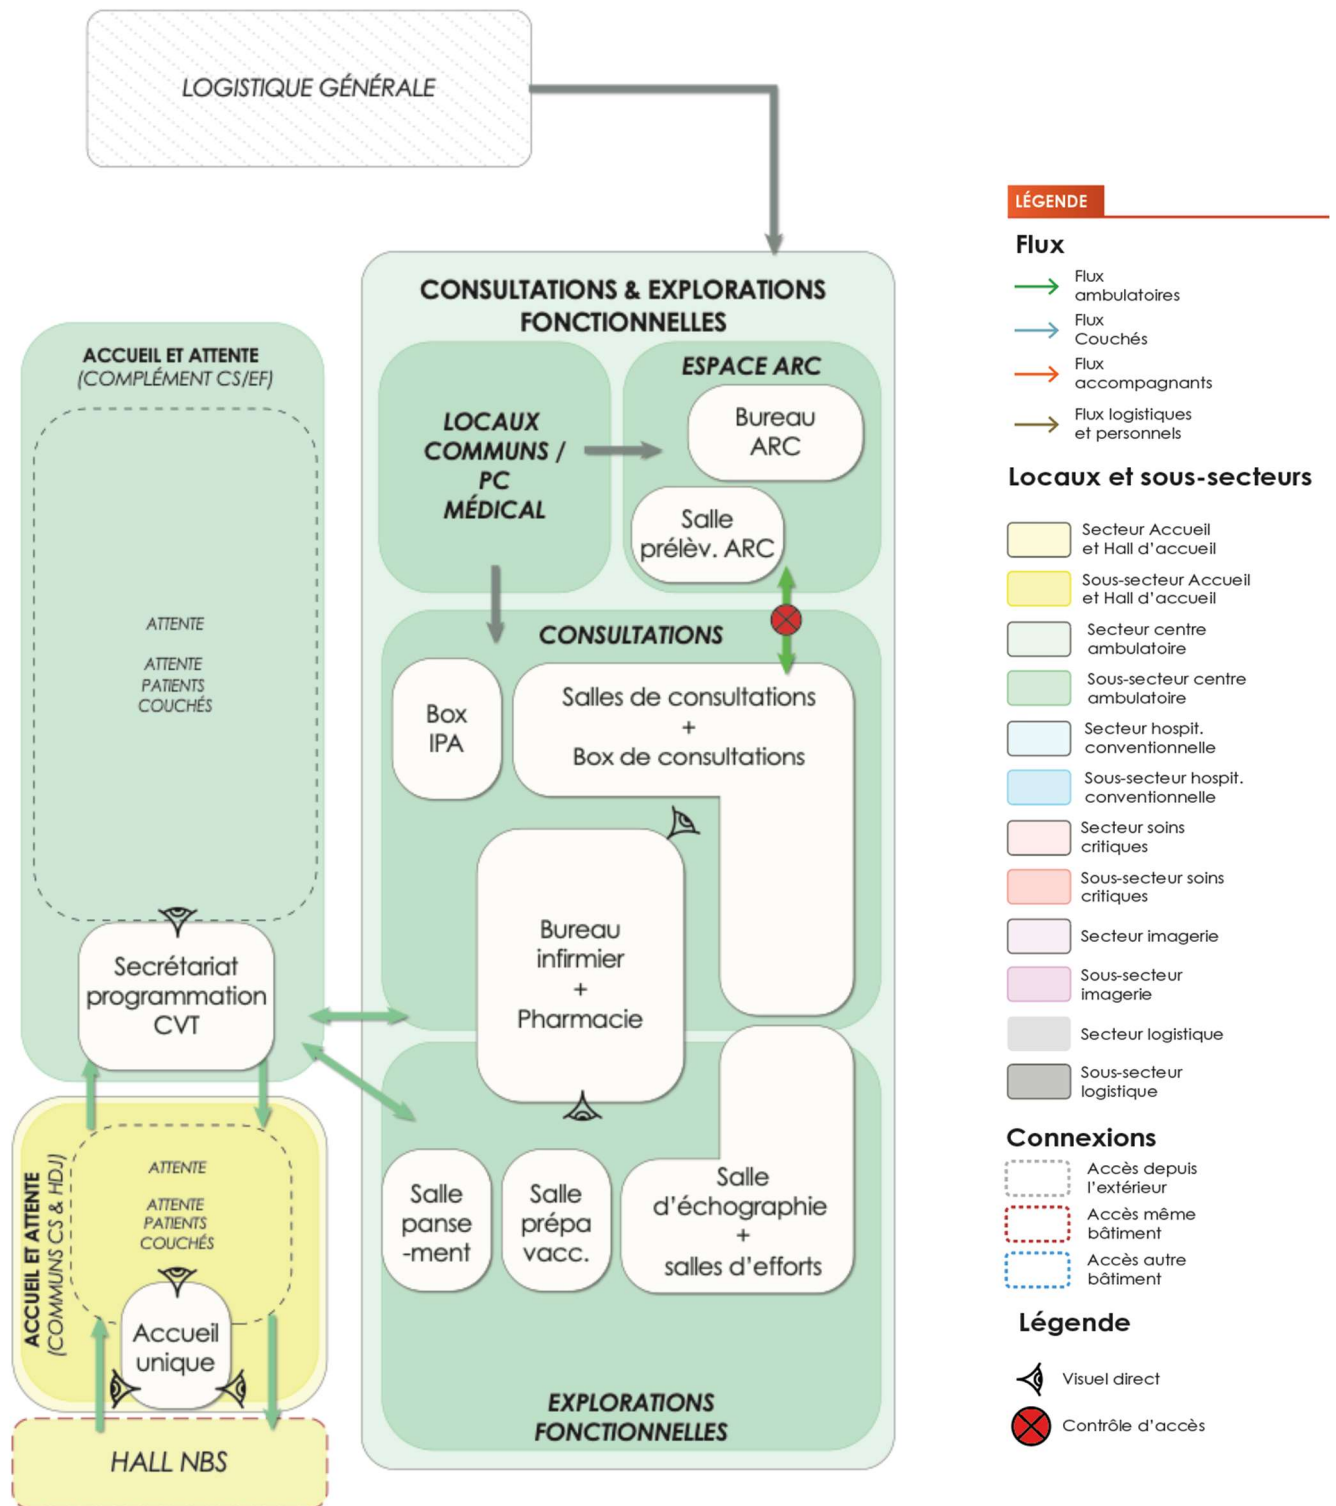 LOGISTIQUE GÉNÉRALE
CONSULTATIONS & EXPLORATIONS
FONCTIONNELLES
ACCUEIL ET ATTENTE
(COMPLÉMENT CS/EF)
ATTENTE
ATTENTE
PATIENTS
COUCHÉS
Secrétariat
programmation
CVT
LOCAUX
COMMUNS /
PC
MÉDICAL
ESPACE ARC
Bureau
ARC
Salle
prélèv. ARC
CONSULTATIONS
Box
IPA
Salles de consultations
+
Box de consultations
Bureau
infirmier
+
Pharmacie
Salle
panse
-ment
Salle
prépa
vacc.
Salle
d'échographie
+
salles d'efforts
EXPLORATIONS
FONCTIONNELLES
ACCUEIL ET ATTENTE
(COMMUNS CS & HDJ)
ATTENTE
ATTENTE
PATIENTS
COUCHÉS
Accueil
unique
HALL NBS
LÉGENDE
Flux
Flux
ambulatoires
Flux
Couchés
Flux
accompagnants
Flux logistiques
et personnels
Locaux et sous-secteurs
Secteur Accueil
et Hall d'accueil
Sous-secteur Accueil
et Hall d'accueil
Secteur centre
ambulatoire
Sous-secteur centre
ambulatoire
Secteur hospit.
conventionnelle
Sous-secteur hospit.
conventionnelle
Secteur soins
critiques
Sous-secteur soins
critiques
Secteur imagerie
Sous-secteur
imagerie
Secteur logistique
Sous-secteur
logistique
Connexions
Accès depuis
l'extérieur
Accès même
bâtiment
Accès autre
bâtiment
Légende
Visuel direct
Contrôle d'accès